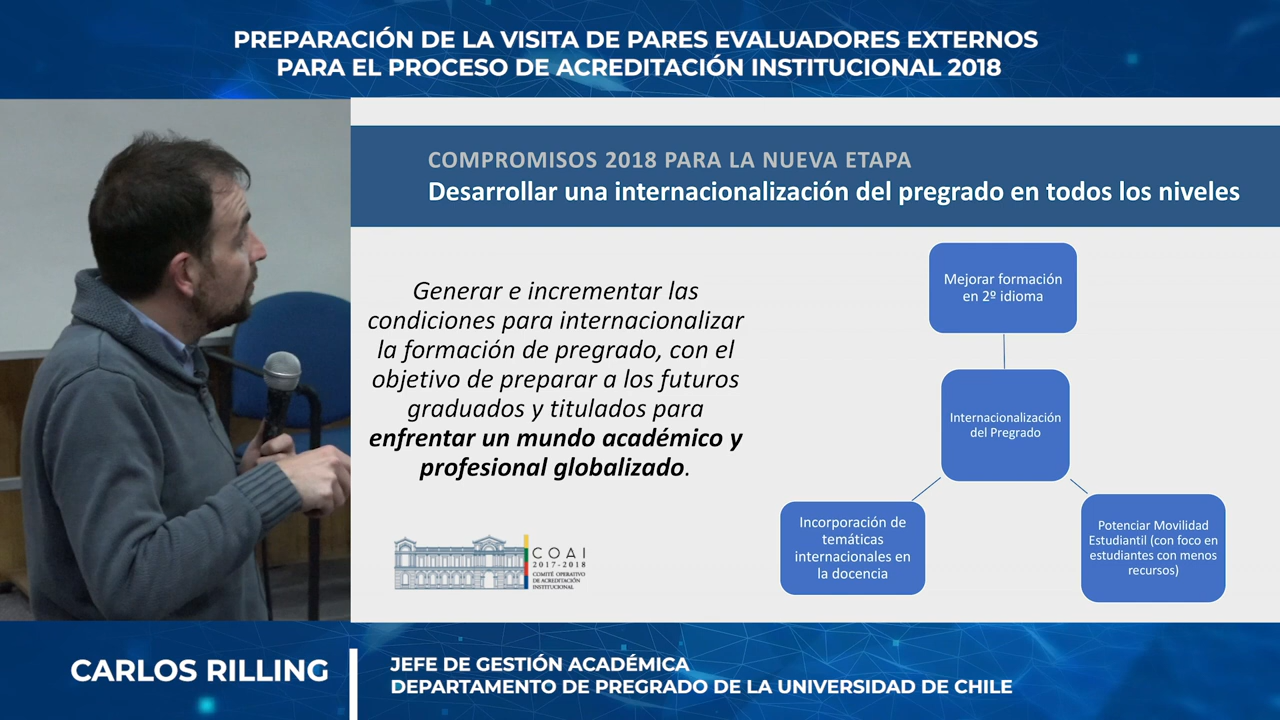 PREPARACIÓN DE LA VISITA DE PARES EVALUADORES EXTERNOS
PARA EL PROCESO DE ACREDITACIÓN INSTITUCIONAL 2018
COMPROMISOS 2018 PARA LA NUEVA ETAPA
Desarrollar una internacionalización del pregrado en todos los niveles
Generar e incrementar las
condiciones para internacionalizar
la formación de pregrado, con el
objetivo de preparar a los futuros
graduados y titulados para
enfrentar un mundo académico y
profesional globalizado.
Mejorar formación
en 2º idioma
Internacionalización
del Pregrado
Incorporación de
temáticas
internacionales en
la docencia
Potenciar Movilidad
Estudiantil (con foco en
estudiantes con menos
recursos)
COAI
2017-2018
COMITÉ OPERATIVO
DE ACREDITACIÓN
INSTITUCIONAL
CARLOS RILLING
JEFE DE GESTIÓN ACADÉMICA
DEPARTAMENTO DE PREGRADO DE LA UNIVERSIDAD DE CHILE